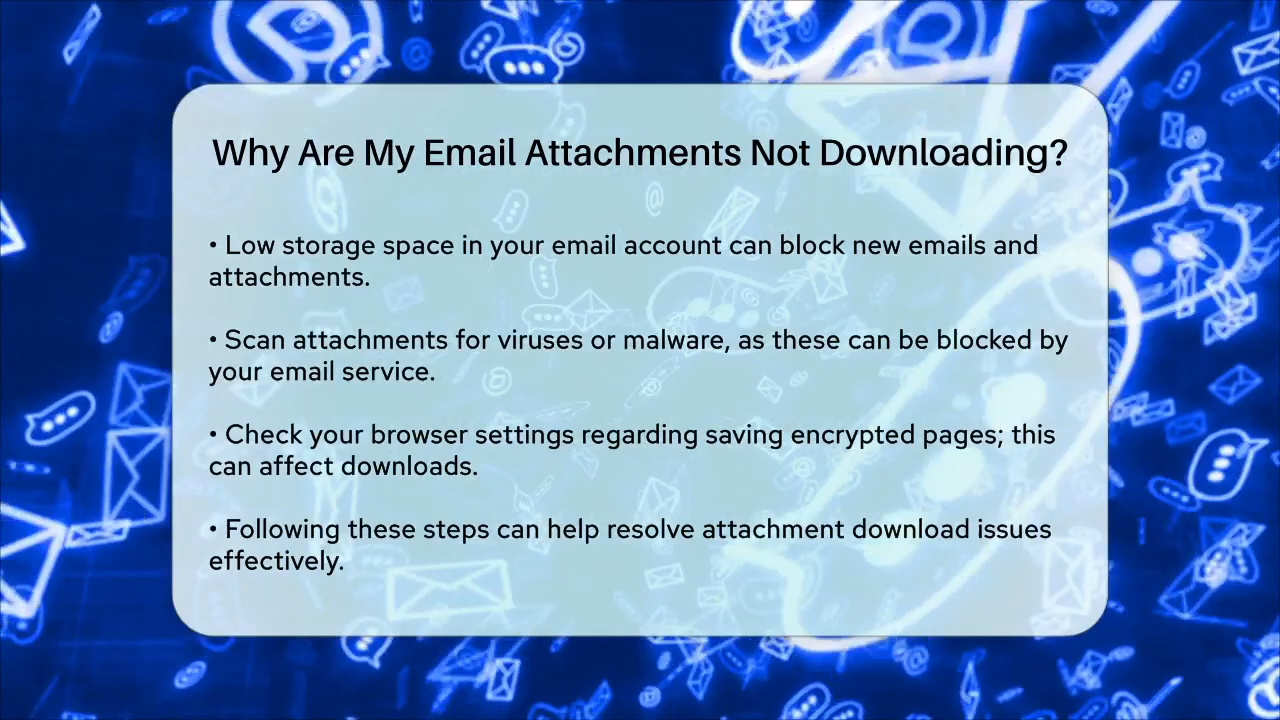 Why Are My Email Attachments Not Downloading?
• Low storage space in your email account can block new emails and
attachments.
• Scan attachments for viruses or malware, as these can be blocked by
your email service.
• Check your browser settings regarding saving encrypted pages; this
can affect downloads.
• Following these steps can help resolve attachment download issues
effectively.